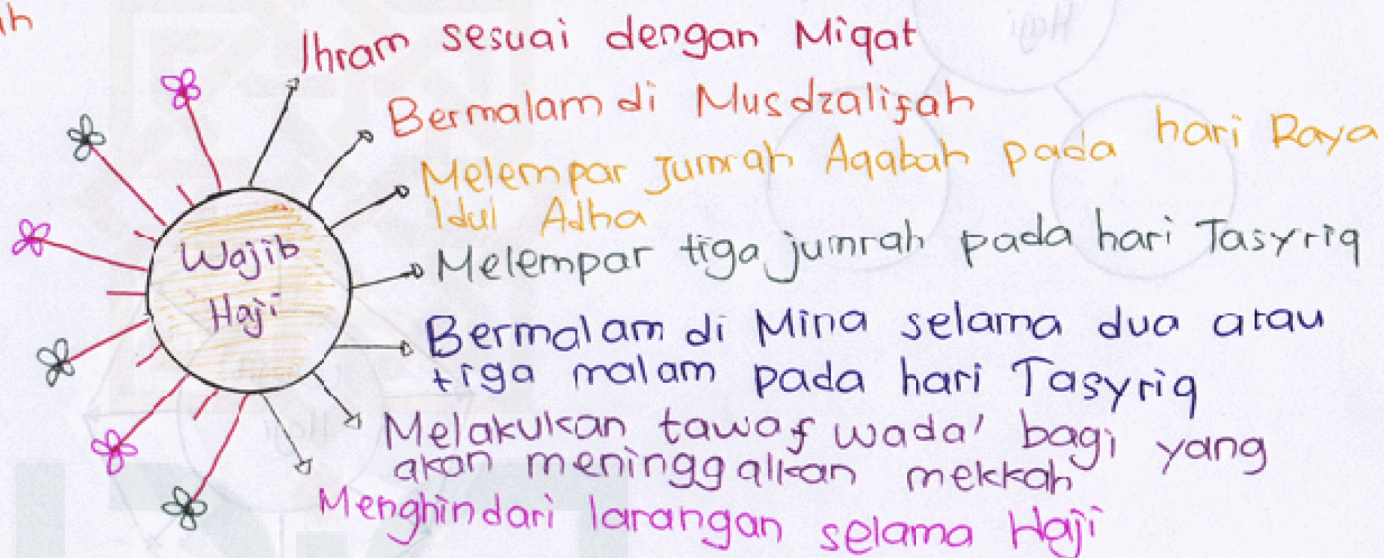 ah
Ihram sesuai dengan Miqat
Bermalam di Musdzalifah
Melempar Jumrah Aqabah pada hari Raya
Idul Adha
Melempar tiga jumrah pada hari Tasyriq
Wajib
Haji
Bermalam di Mina selama dua atau
tiga malam pada hari Tasyriq
Melakukan tawaf wada' bagi yang
akan meninggalkan mekkah
Menghindari larangan selama Haji